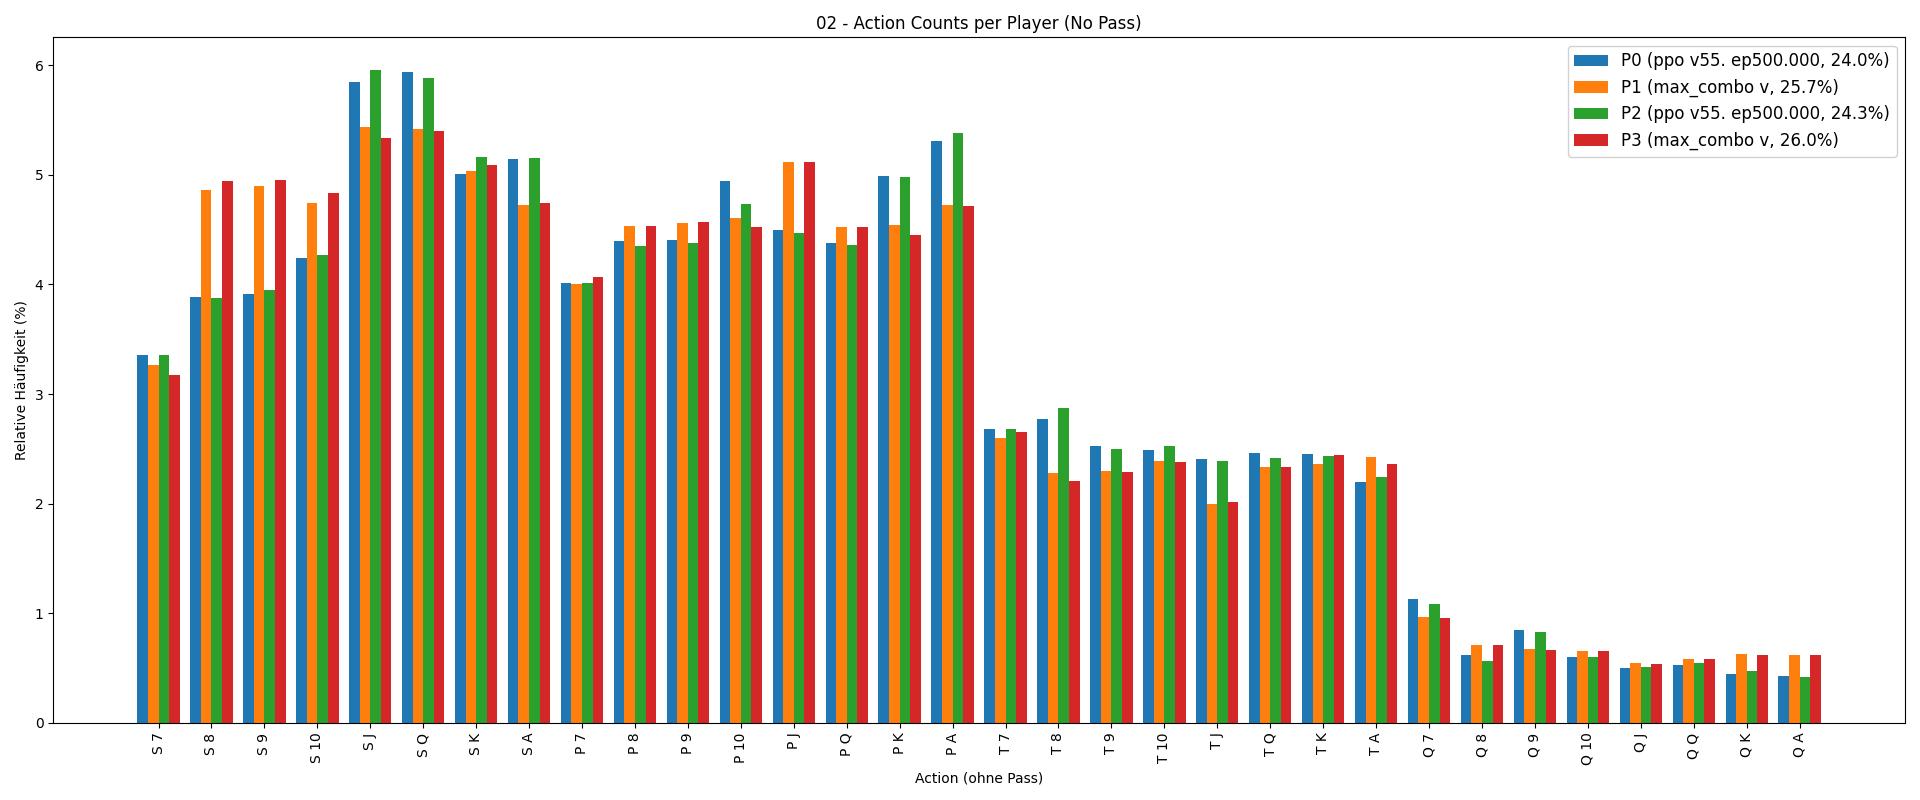 02 - Action Counts per Player (No Pass)
P0 (ppo v55. ep500.000, 24.0%)
P1 (max_combo v, 25.7%)
P2 (ppo v55. ep500.000, 24.3%)
P3 (max_combo v, 26.0%)
Relative Häufigkeit (%)
6
5
4
3
2
1
0
S 7
S 8
S 9
S 10
S J
S Q
S K
S A
P 7
P 8
P 9
P 10
P J
P Q
P K
P A
T 7
T 8
T 9
T 10
T J
T Q
T K
T A
Q 7
Q 8
Q 9
Q 10
Q J
Q Q
Q K
Q A
Action (ohne Pass)